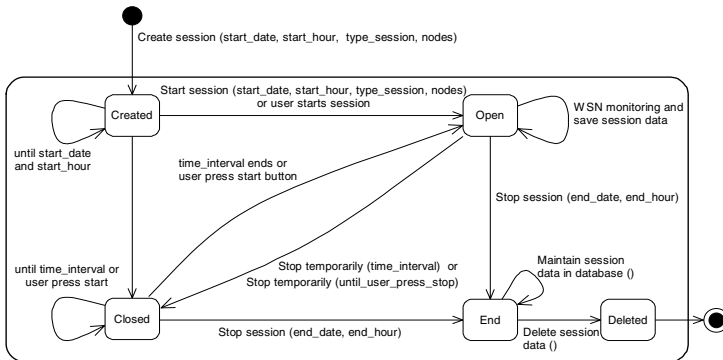 Create session (start_date, start_hour, type_session, nodes)
Start session (start_date, start_hour, type_session, nodes)
or user starts session
Created
Open
WSN monitoring and
save session data
until start_date
and start_hour
time_interval ends or
user press start button
Stop session (end_date, end_hour)
until time_interval or
user press start
Stop temporarily (time_interval) or
Stop temporarily (until_user_press_stop)
Maintain session
data in database ()
Closed
Stop session (end_date, end_hour)
End
Delete session
data ()
Deleted